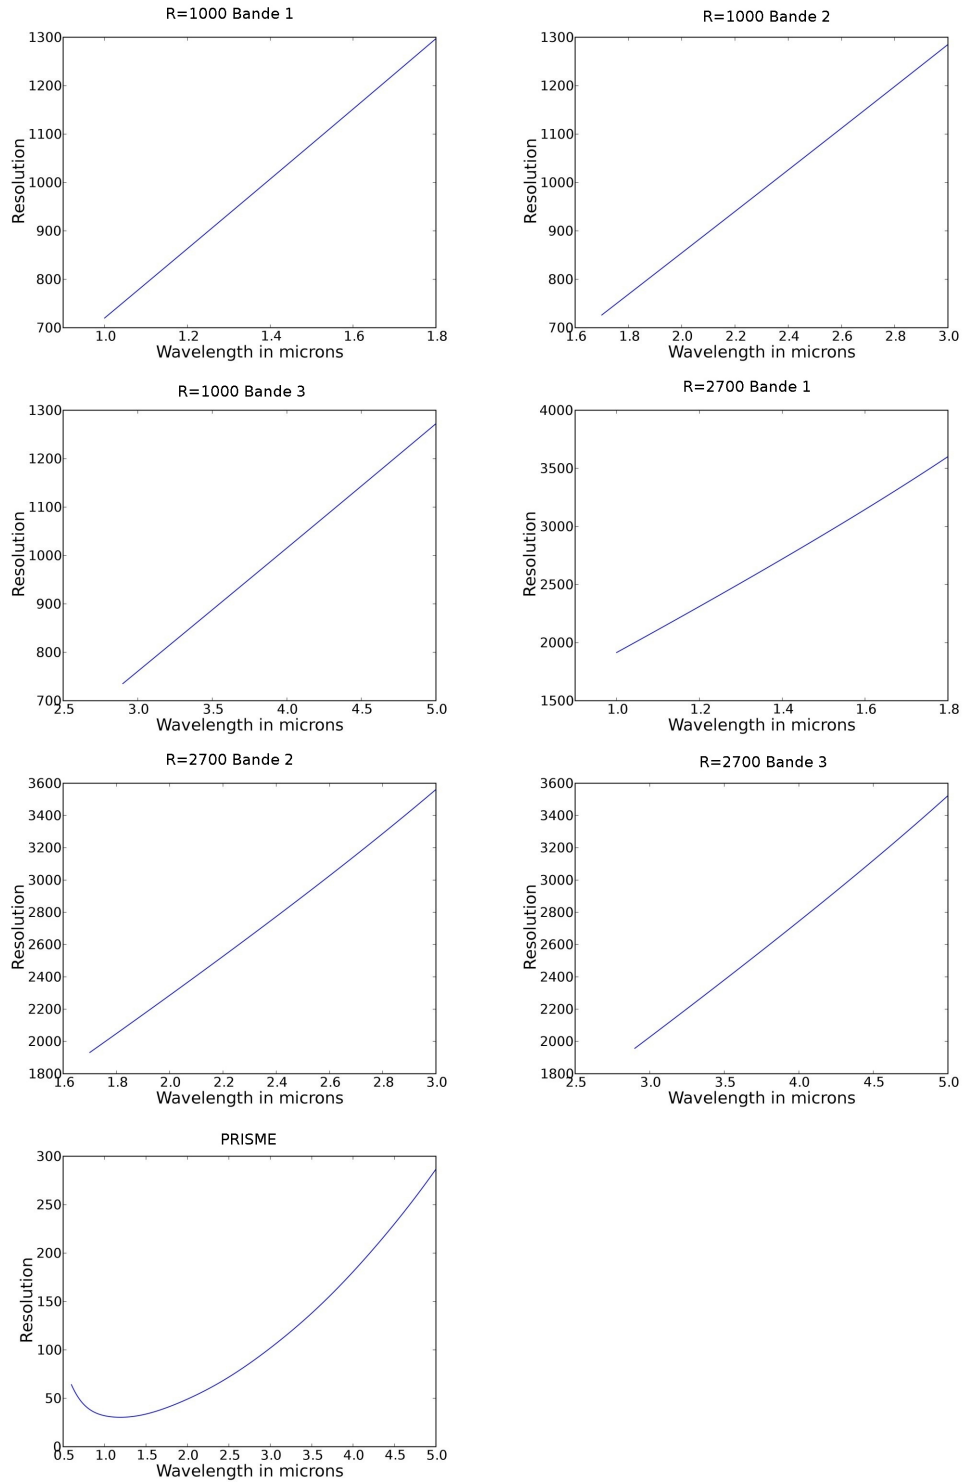 R=1000 Bande 1
1300
1200
1100
1000
900
800
700
Resolution
1.0 1.2 1.4 1.6 1.8
Wavelength in microns
R=1000 Bande 2
1300
1200
1100
1000
900
800
700
Resolution
1.6 1.8 2.0 2.2 2.4 2.6 2.8 3.0
Wavelength in microns
R=1000 Bande 3
1300
1200
1100
1000
900
800
700
Resolution
2.5 3.0 3.5 4.0 4.5 5.0
Wavelength in microns
R=2700 Bande 1
4000
3500
3000
2500
2000
1500
Resolution
1.0 1.2 1.4 1.6 1.8
Wavelength in microns
R=2700 Bande 2
3600
3400
3200
3000
2800
2600
2400
2200
2000
1800
Resolution
1.6 1.8 2.0 2.2 2.4 2.6 2.8 3.0
Wavelength in microns
R=2700 Bande 3
3600
3400
3200
3000
2800
2600
2400
2200
2000
1800
Resolution
2.5 3.0 3.5 4.0 4.5 5.0
Wavelength in microns
PRISME
300
250
200
150
100
50
0
Resolution
0.5 1.0 1.5 2.0 2.5 3.0 3.5 4.0 4.5 5.0
Wavelength in microns